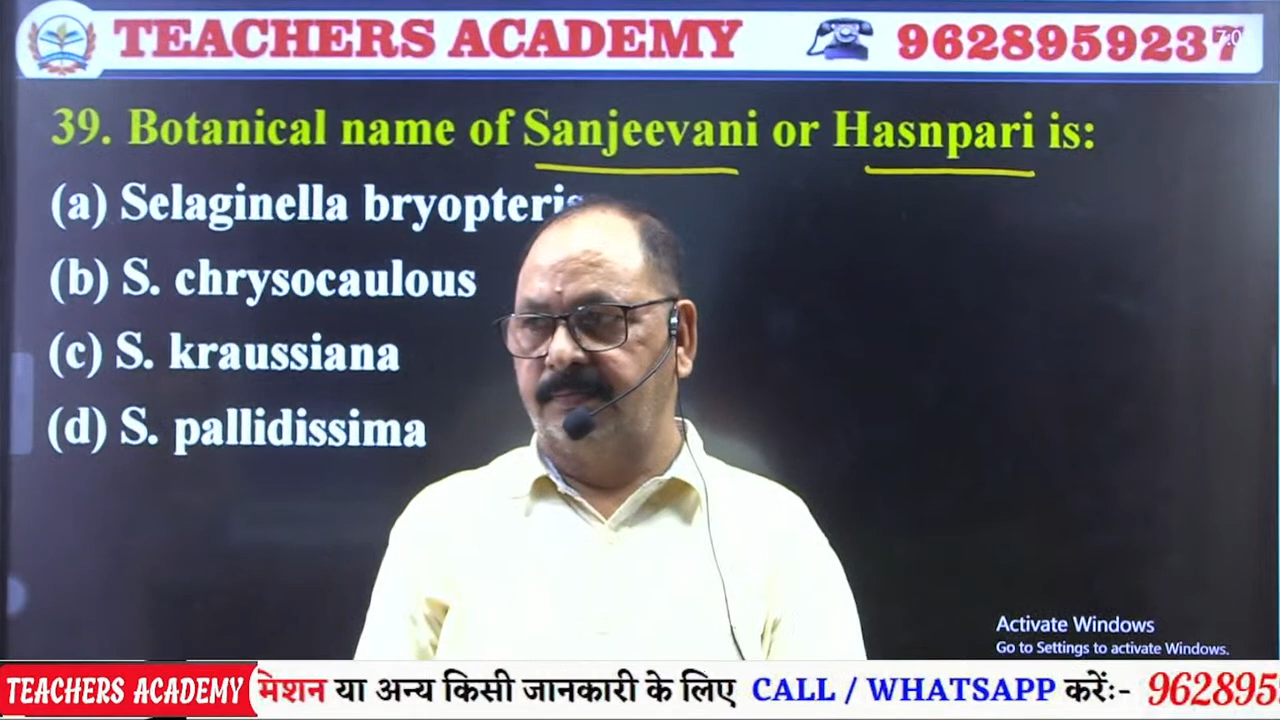 TEACHERS ACADEMY 9628959237
39. Botanical name of Sanjeevani or Hasnpari is:
(a) Selaginella bryopteris
(b) S. chrysocaulous
(c) S. kraussiana
(d) S. pallidissima
Activate Windows
Go to Settings to activate Windows.
TEACHERS ACADEMY मिशन या अन्य किसी जानकारी के लिए CALL / WHATSAPP करेंः- 962895